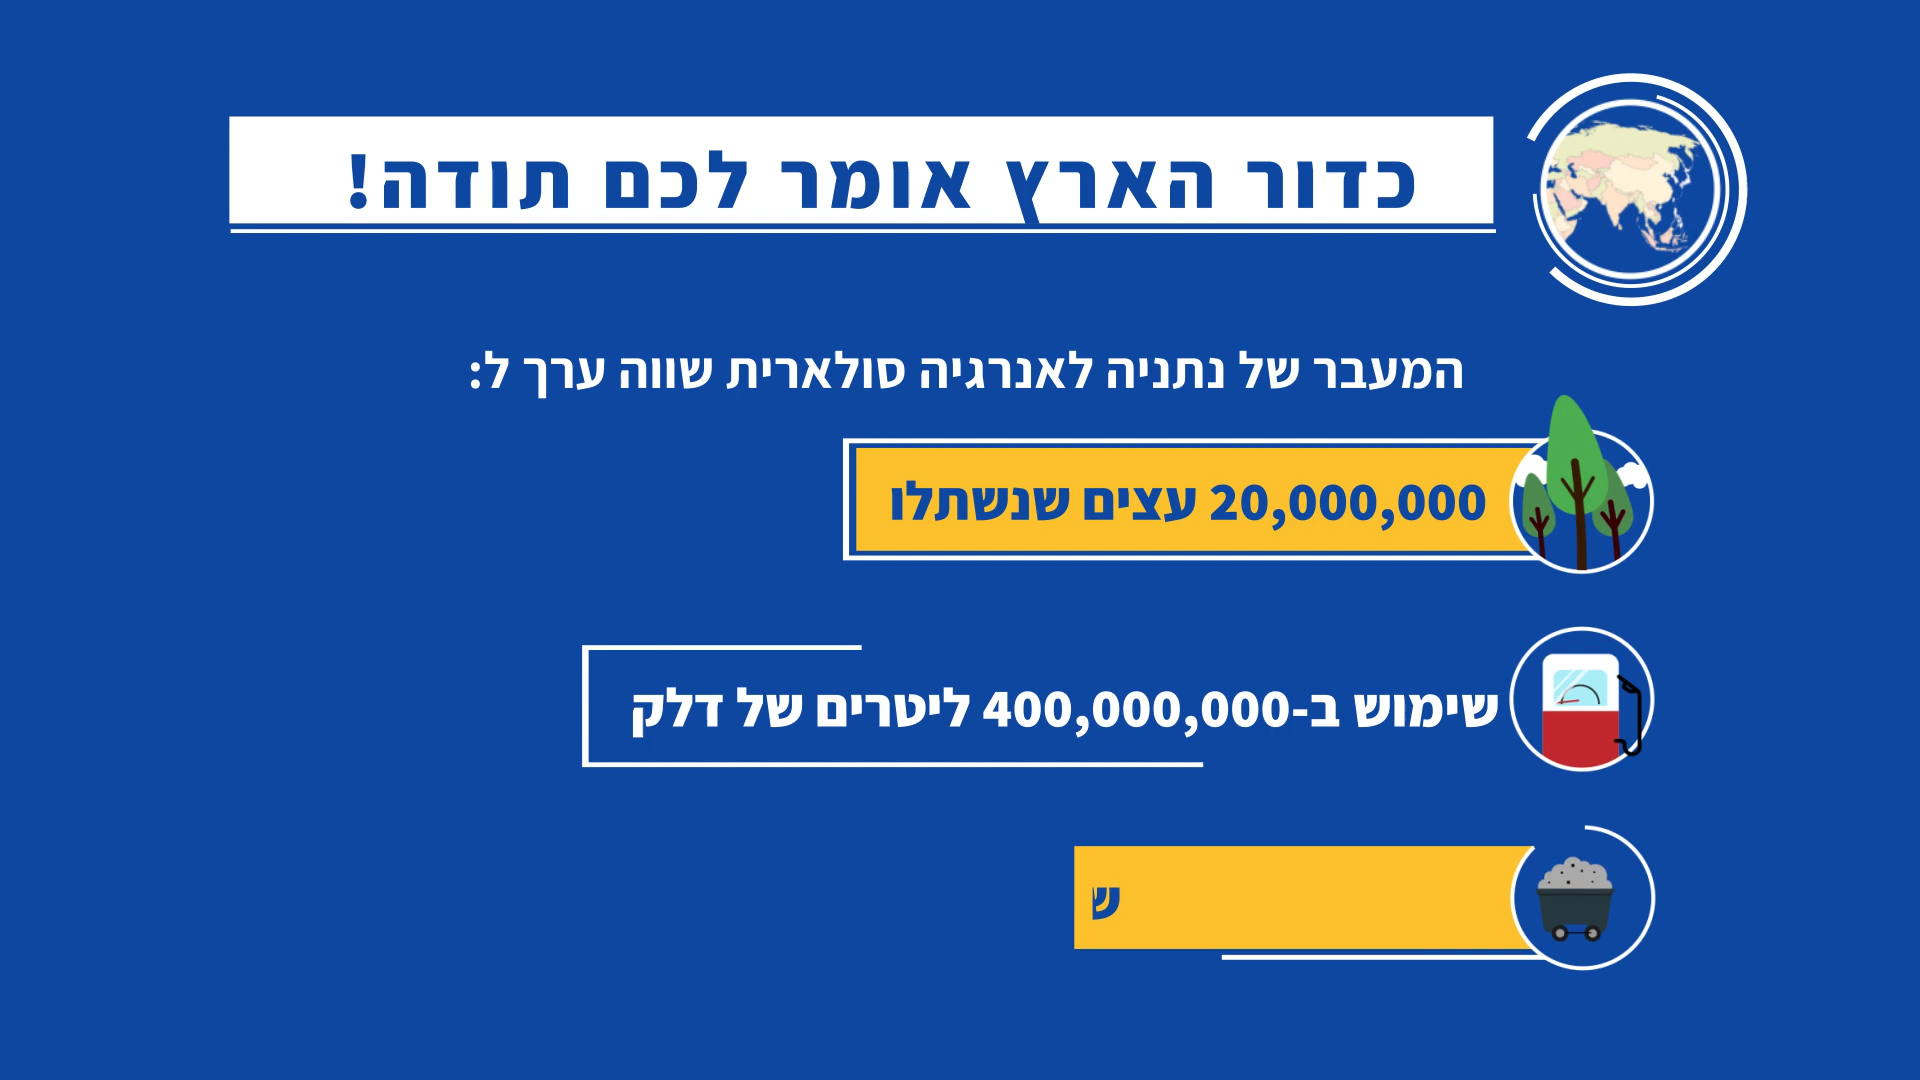 כדור הארץ אומר לכם תודה!
המעבר של נתניה לאנרגיה סולארית שווה ערך ל:
20,000,000 עצים שנשתלו
שימוש ב-400,000,000 ליטרים של דלק